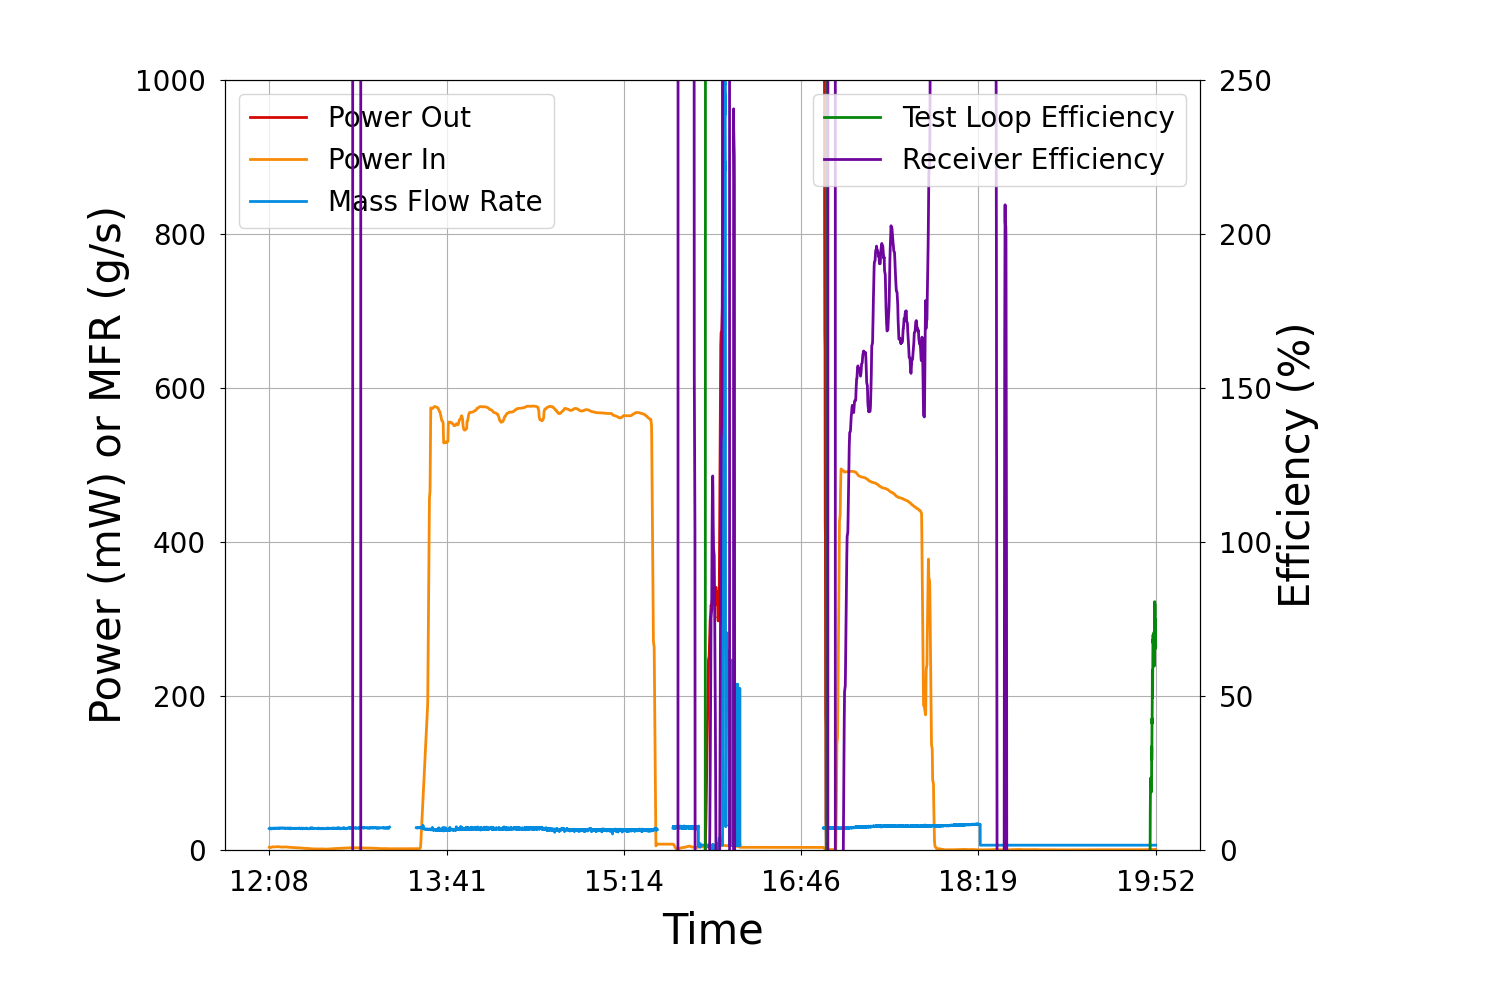 1000
800
600
400
200
0
Power (mW) or MFR (g/s)
Power Out
Power In
Mass Flow Rate
Test Loop Efficiency
Receiver Efficiency
250
200
150
100
50
0
Efficiency (%)
12:08 13:41 15:14 16:46 18:19 19:52
Time